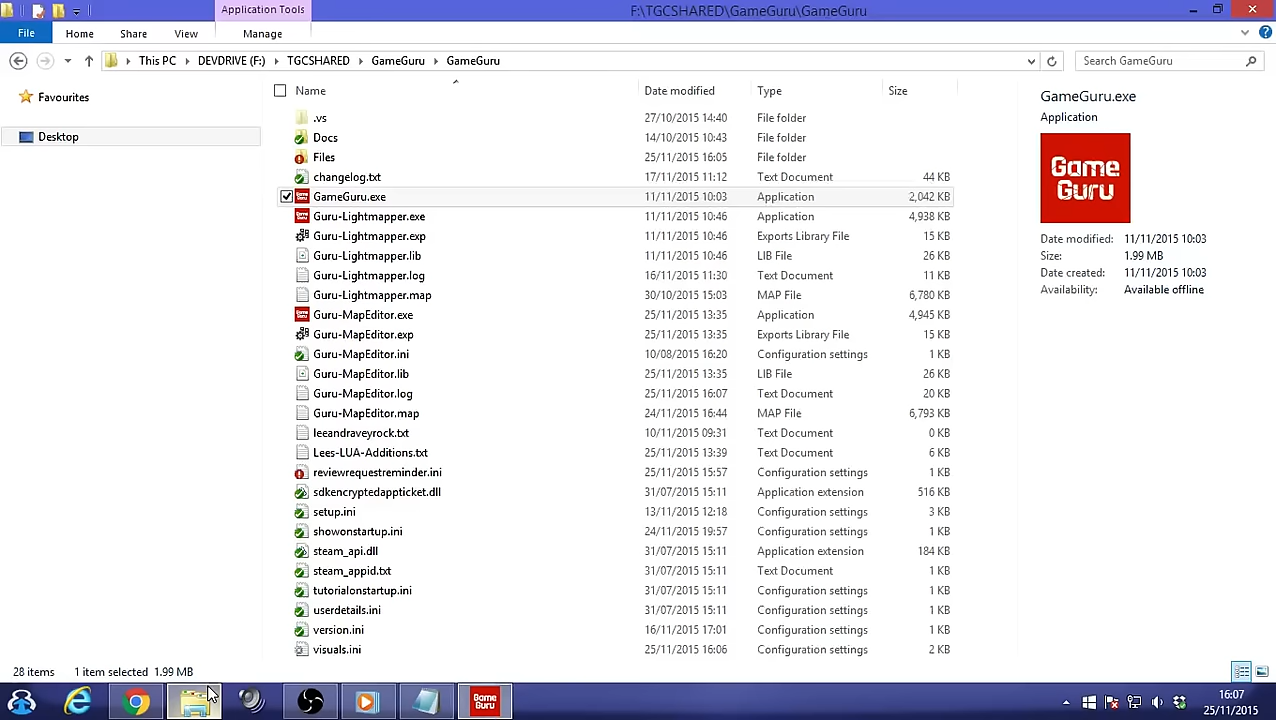 Application Tools
F:\TGCSHARED\GameGuru\GameGuru
File Home Share View Manage
This PC DEVDRIVE (F:) TGCSHARED GameGuru GameGuru
Search GameGuru
Favourites
Desktop
Name Date modified Type Size
.vs 27/10/2015 14:40 File folder
Docs 14/10/2015 10:43 File folder
Files 25/11/2015 16:05 File folder
changelog.txt 17/11/2015 11:12 Text Document 44 KB
GameGuru.exe 11/11/2015 10:03 Application 2,042 KB
Guru-Lightmapper.exe 11/11/2015 10:46 Application 4,938 KB
Guru-Lightmapper.exp 11/11/2015 10:46 Exports Library File 15 KB
Guru-Lightmapper.lib 11/11/2015 10:46 LIB File 26 KB
Guru-Lightmapper.log 16/11/2015 11:30 Text Document 11 KB
Guru-Lightmapper.map 30/10/2015 15:03 MAP File 6,780 KB
Guru-MapEditor.exe 25/11/2015 13:35 Application 4,945 KB
Guru-MapEditor.exp 25/11/2015 13:35 Exports Library File 15 KB
Guru-MapEditor.ini 10/08/2015 16:20 Configuration settings 1 KB
Guru-MapEditor.lib 25/11/2015 13:35 LIB File 26 KB
Guru-MapEditor.log 25/11/2015 16:07 Text Document 20 KB
Guru-MapEditor.map 24/11/2015 16:44 MAP File 6,793 KB
leeandraveyrock.txt 10/11/2015 09:31 Text Document 0 KB
Lees-LUA-Additions.txt 25/11/2015 13:39 Text Document 6 KB
reviewrequestreminder.ini 25/11/2015 15:57 Configuration settings 1 KB
sdkencryptedappticket.dll 31/07/2015 15:11 Application extension 516 KB
setup.ini 13/11/2015 12:18 Configuration settings 3 KB
showonstartup.ini 24/11/2015 19:57 Configuration settings 1 KB
steam_api.dll 31/07/2015 15:11 Application extension 184 KB
steam_appid.txt 31/07/2015 15:11 Text Document 1 KB
tutorialonstartup.ini 31/07/2015 15:11 Configuration settings 1 KB
userdetails.ini 31/07/2015 15:11 Configuration settings 1 KB
version.ini 16/11/2015 17:01 Configuration settings 1 KB
visuals.ini 25/11/2015 16:06 Configuration settings 2 KB
GameGuru.exe
Application
Game
Guru
Date modified: 11/11/2015 10:03
Size: 1.99 MB
Date created: 11/11/2015 10:03
Availability: Available offline
28 items 1 item selected 1.99 MB
Game
Guru
16:07
25/11/2015